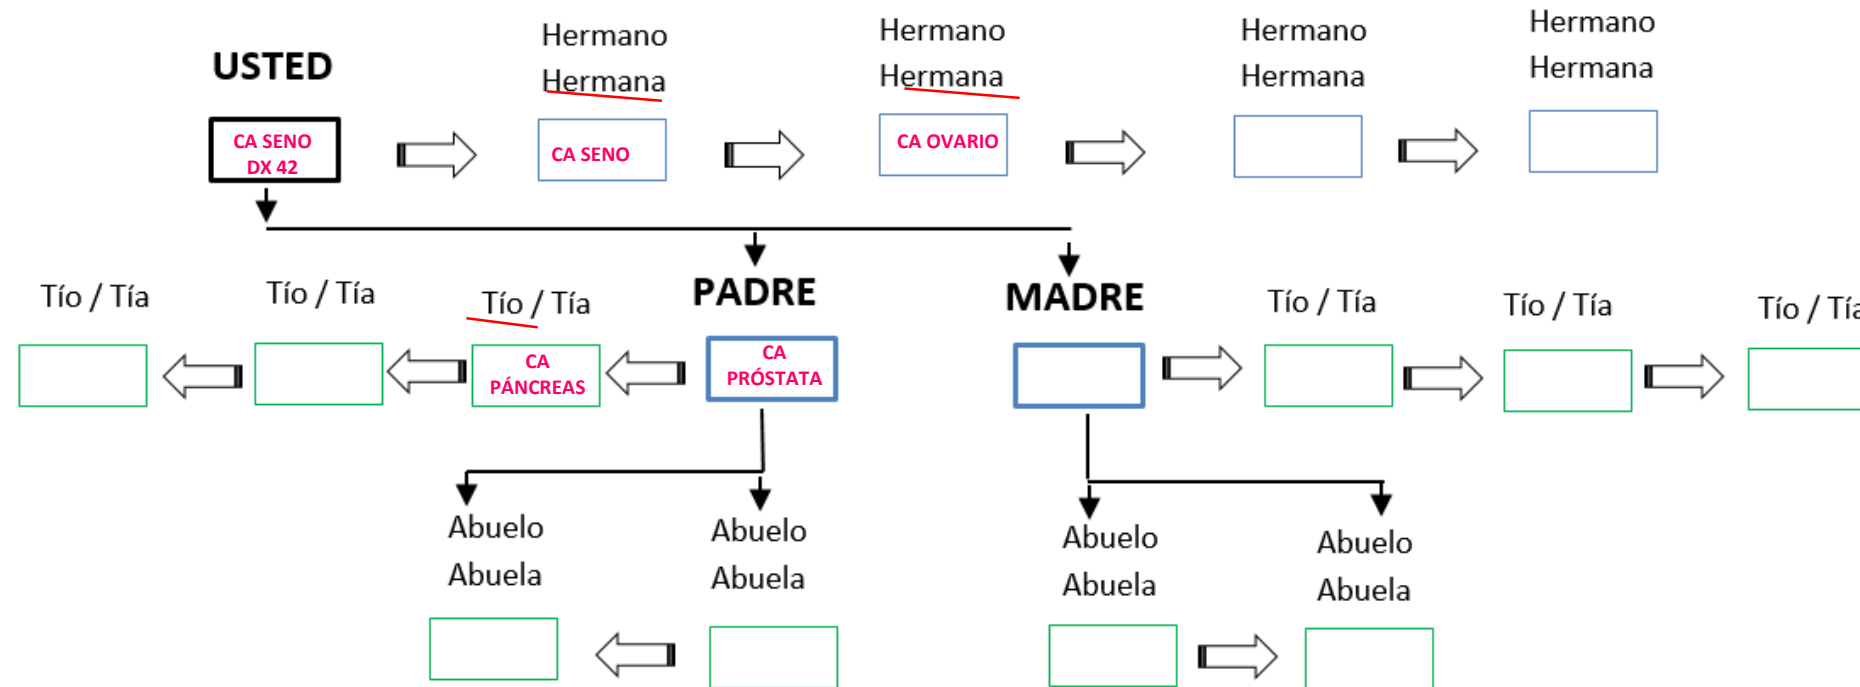 USTED
Hermano
Hermana
Hermano
Hermana
Hermano
Hermana
Hermano
Hermana
CA SENO
DX 42
CA SENO
CA OVARIO
Tío / Tía
Tío / Tía
Tío / Tía
PADRE
MADRE
Tío / Tía
Tío / Tía
Tío / Tía
CA
PÁNCREAS
CA
PRÓSTATA
Abuelo
Abuela
Abuelo
Abuela
Abuelo
Abuela
Abuelo
Abuela